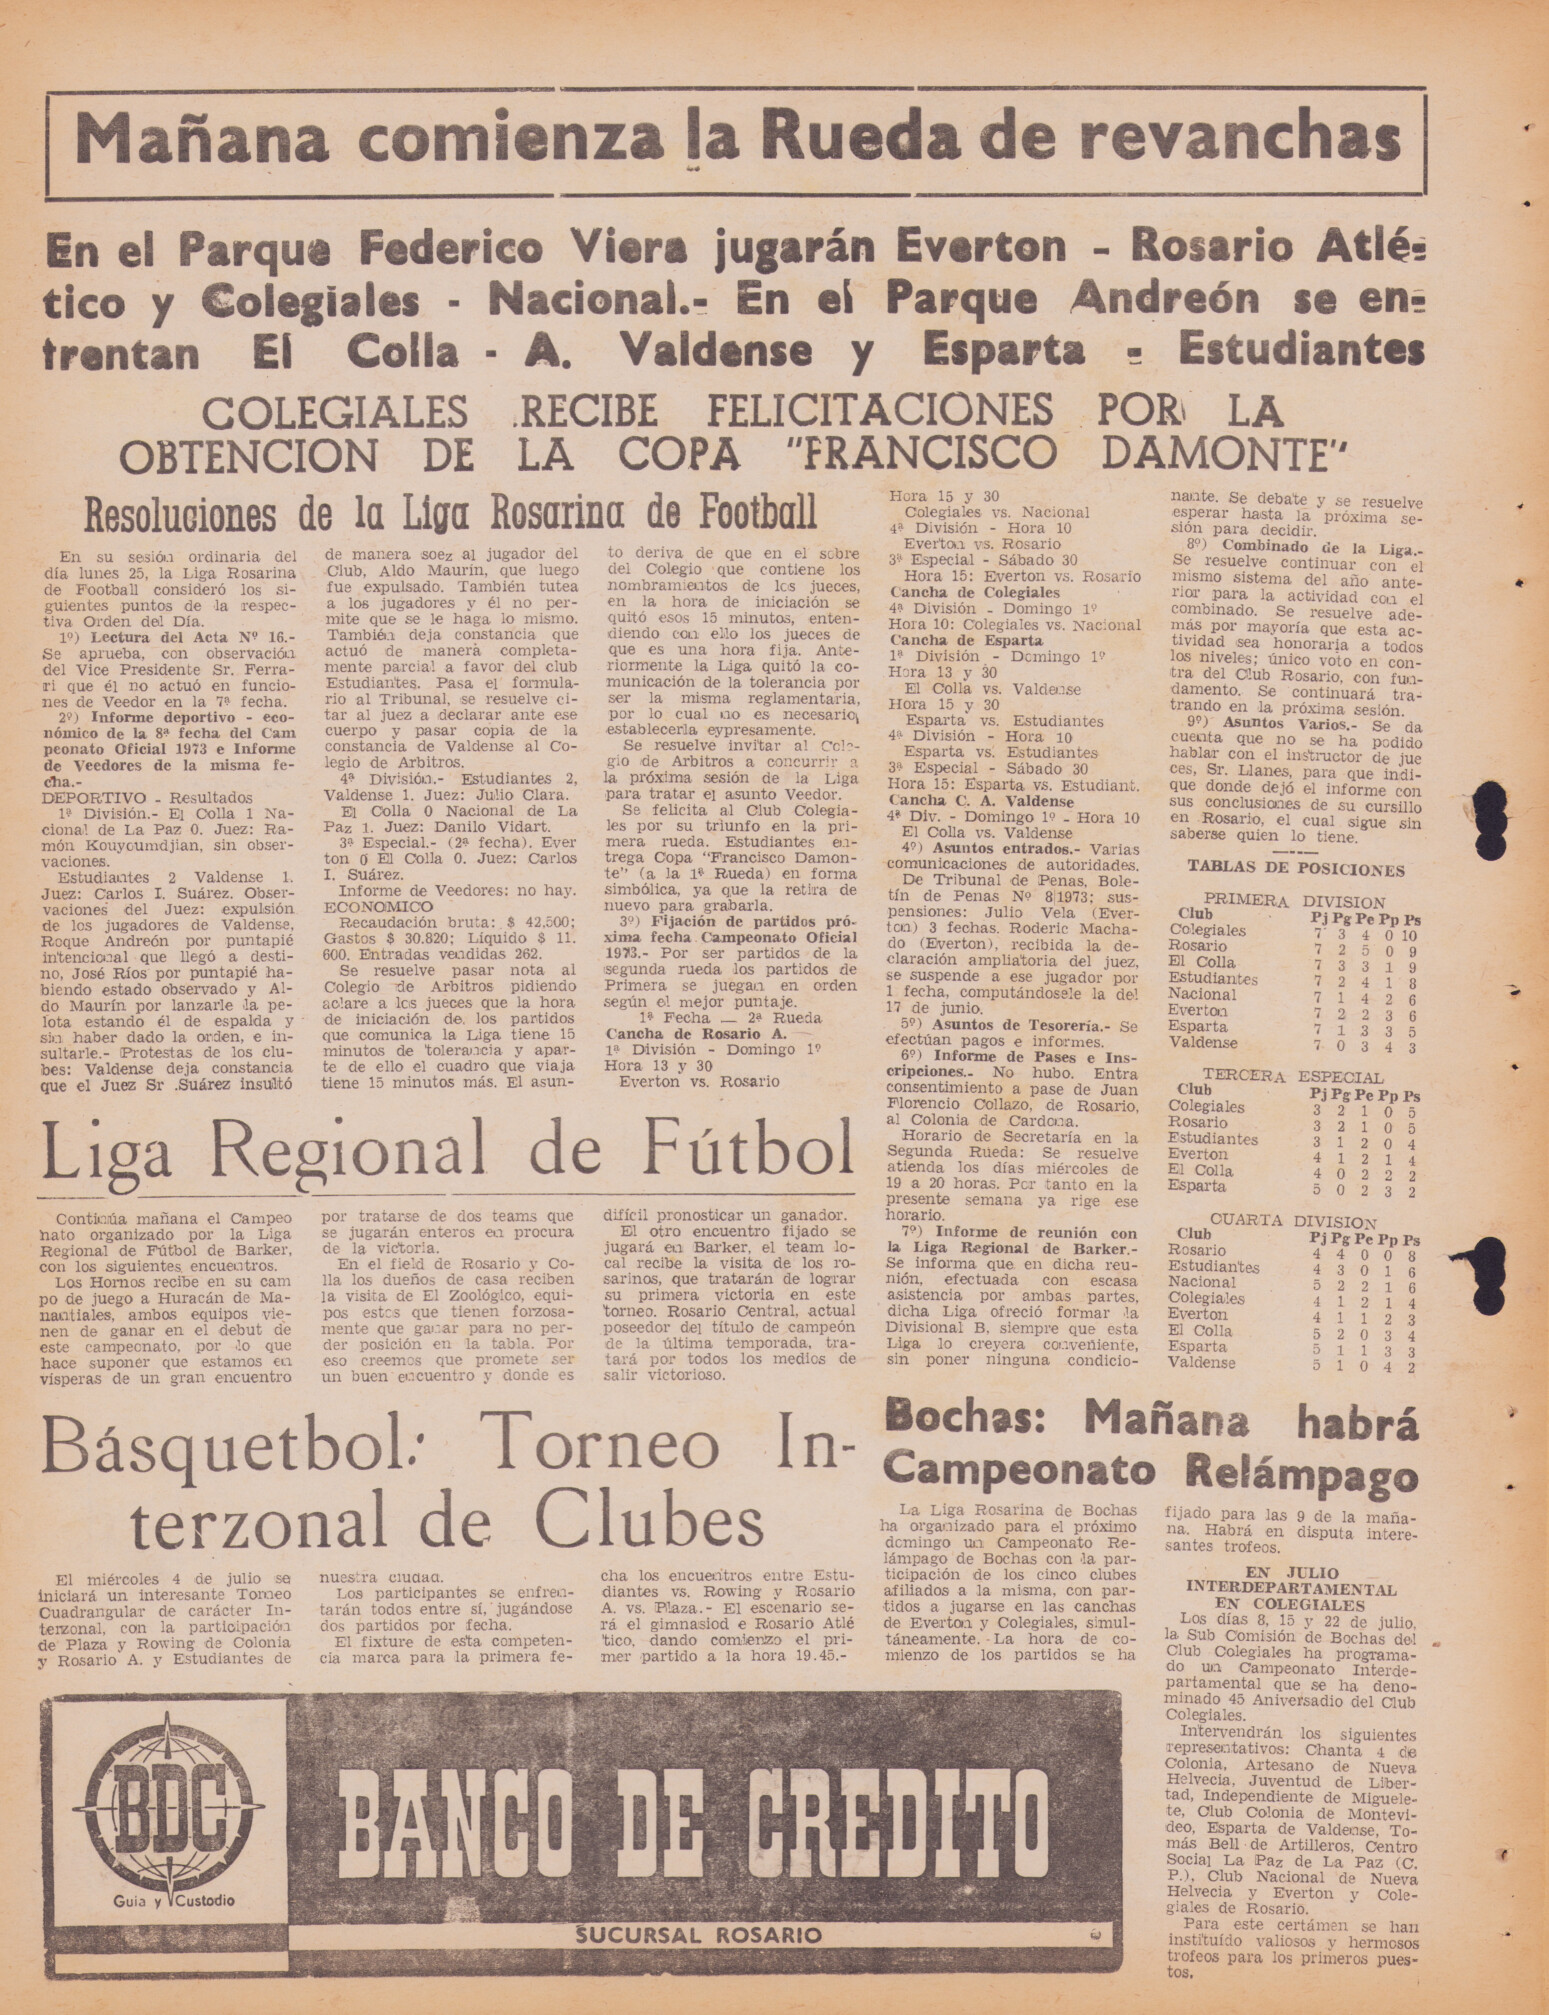 Mañana comienza la Rueda de revanchas
En el Parque Federico Viera jugarán Everton - Rosario Atlé-
tico y Colegiales - Nacional.- En el Parque Andreón se en-
trentan El Colla - A. Valdense y Esparta - Estudiantes
COLEGIALES RECIBE FELICITACIONES POR LA
OBTENCION DE LA COPA "FRANCISCO DAMONTE"
Resoluciones de la Liga Rosarina de Football
En su sesión ordinaria del
día lunes 25, la Liga Rosarina
de Football consideró los si-
guientes puntos de la respec-
tiva Orden del Día.
1º) Lectura del Acta Nº 16.-
Se aprueba, con observación
del Vice Presidente Sr. Ferra-
ri que él no actuó en funcio-
nes de Veedor en la 7ª fecha.
2º) Informe deportivo - eco-
nómico de la 8ª fecha del Cam
peonato Oficial 1973 e Informe
de Veedores de la misma fe-
cha.-
DEPORTIVO - Resultados
1ª División.- El Colla 1 Na-
cional de La Paz 0. Juez: Ra-
món Kouyoumdjian, sin obser-
vaciones.
Estudiantes 2 Valdense 1.
Juez: Carlos I. Suárez. Obser-
vaciones del Juez: expulsión
de los jugadores de Valdense,
Roque Andreón por puntapié
intencional que llegó a desti-
no, José Ríos por puntapié ha-
biendo estado observado y Al-
do Maurín por lanzarle la pe-
lota estando él de espalda y
sin haber dado la orden, e in-
sultarle.- Protestas de los clu-
bes: Valdense deja constancia
que el Juez Sr .Suárez insultó
de manera soez al jugador del
Club, Aldo Maurín, que luego
fue expulsado. También tutea
a los jugadores y él no per-
mite que se le haga lo mismo.
También deja constancia que
actuó de manera completa-
mente parcial a favor del club
Estudiantes. Pasa el formula-
rio al Tribunal, se resuelve ci-
tar al juez a declarar ante ese
cuerpo y pasar copia de la
constancia de Valdense al Co-
legio de Arbitros.
4ª División.- Estudiantes 2,
Valdense 1. Juez: Julio Clara.
El Colla 0 Nacional de La
Paz 1. Juez: Danilo Vidart.
3ª Especial.- (2ª fecha). Ever
ton 0 El Colla 0. Juez: Carlos
I. Suárez.
Informe de Veedores: no hay.
ECONOMICO
Recaudación bruta: $ 42,500;
Gastos $ 30.820; Líquido $ 11.
600. Entradas vendidas 262.
Se resuelve pasar nota al
Colegio de Arbitros pidiendo
aclare a los jueces que la hora
de iniciación de los partidos
que comunica la Liga tiene 15
minutos de tolerancia y apar-
te de ello el cuadro que viaja
tiene 15 minutos más. El asun-
to deriva de que en el sobre
del Colegio que contiene los
nombramientos de los jueces,
en la hora de iniciación se
quitó esos 15 minutos, enten-
diendo con ello los jueces de
que es una hora fija. Ante-
riormente la Liga quitó la co-
municación de la tolerancia por
ser la misma reglamentaria,
por lo cual no es necesario
establecerla eypresamente.
Se resuelve invitar al Cole-
gio de Arbitros a concurrir a
la próxima sesión de la Liga
para tratar el asunto Veedor.
Se felicita al Club Colegia-
les por su triunfo en la pri-
mera rueda. Estudiantes en-
trega Copa "Francisco Damon-
te" (a la 1ª Rueda) en forma
simbólica, ya que la retira de
nuevo para grabarla.
3º) Fijación de partidos pró-
xima fecha Campeonato Oficial
1973.- Por ser partidos de la
segunda rueda los partidos de
Primera se juegan en orden
según el mejor puntaje.
1ª Fecha — 2ª Rueda
Cancha de Rosario A.
1ª División - Domingo 1º
Hora 13 y 30
Everton vs. Rosario
Hora 15 y 30
Colegiales vs. Nacional
4ª División - Hora 10
Everton vs. Rosario
3ª Especial - Sábado 30
Hora 15: Everton vs. Rosario
Cancha de Colegiales
4ª División - Domingo 1º
Hora 10: Colegiales vs. Nacional
Cancha de Esparta
1ª División - Domingo 1º
Hora 13 y 30
El Colla vs. Valdense
Hora 15 y 30
Esparta vs. Estudiantes
4ª División - Hora 10
Esparta vs. Estudiantes
3ª Especial - Sábado 30
Hora 15: Esparta vs. Estudiant.
Cancha C. A. Valdense
4ª Div. - Domingo 1º - Hora 10
El Colla vs. Valdense
4º) Asuntos entrados.- Varias
comunicaciones de autoridades.
De Tribunal de Penas, Bole-
tín de Penas Nº 8|1973; sus-
pensiones: Julio Vela (Ever-
ton) 3 fechas. Roderic Macha-
do (Everton), recibida la de-
claración ampliatoria del juez,
se suspende a ese jugador por
1 fecha, computándosele la del
17 de junio.
5º) Asuntos de Tesorería.- Se
efectúan pagos e informes.
6º) Informe de Pases e Ins-
cripciones.- No hubo. Entra
consentimiento a pase de Juan
Florencio Collazo, de Rosario,
al Colonia de Cardona.
Horario de Secretaría en la
Segunda Rueda: Se resuelve
atienda los días miércoles de
19 a 20 horas. Por tanto en la
presente semana ya rige ese
horario.
7º) Informe de reunión con
la Liga Regional de Barker.-
Se informa que en dicha reu-
nión, efectuada con escasa
asistencia por ambas partes,
dicha Liga ofreció formar la
Divisional B, siempre que esta
Liga lo creyera conveniente,
sin poner ninguna condicio-
nante. Se debate y se resuelve
esperar hasta la próxima se-
sión para decidir.
8º) Combinado de la Liga.-
Se resuelve continuar con el
mismo sistema del año ante-
rior para la actividad con el
combinado. Se resuelve ade-
más por mayoría que esta ac-
tividad sea honoraria a todos
los niveles; único voto en con-
tra del Club Rosario, con fun-
damento. Se continuará tra-
trando en la próxima sesión.
9º) Asuntos Varios.- Se da
cuenta que no se ha podido
hablar con el instructor de jue
ces, Sr. Llanes, para que indi-
que donde dejó el informe con
sus conclusiones de su cursillo
en Rosario, el cual sigue sin
saberse quien lo tiene.
TABLAS DE POSICIONES
PRIMERA DIVISION
Club Pj Pg Pe Pp Ps
Colegiales 7 3 4 0 10
Rosario 7 2 5 0 9
El Colla 7 3 3 1 9
Estudiantes 7 2 4 1 8
Nacional 7 1 4 2 6
Everton 7 2 2 3 6
Esparta 7 1 3 3 5
Valdense 7 0 3 4 3
TERCERA ESPECIAL
Club Pj Pg Pe Pp Ps
Colegiales 3 2 1 0 5
Rosario 3 2 1 0 5
Estudiantes 3 1 2 0 4
Everton 4 1 2 1 4
El Colla 4 0 2 2 2
Esparta 5 0 2 3 2
CUARTA DIVISION
Club Pj Pg Pe Pp Ps
Rosario 4 4 0 0 8
Estudiantes 4 3 0 1 6
Nacional 5 2 2 1 6
Colegiales 4 1 2 1 4
Everton 4 1 1 2 3
El Colla 5 2 0 3 4
Esparta 5 1 1 3 3
Valdense 5 1 0 4 2
Liga Regional de Fútbol
Continúa mañana el Campeo
nato organizado por la Liga
Regional de Fútbol de Barker,
con los siguientes encuentros.
Los Hornos recibe en su cam
po de juego a Huracán de Ma-
nantiales, ambos equipos vie-
nen de ganar en el debut de
este campeonato, por lo que
hace suponer que estamos en
vísperas de un gran encuentro
por tratarse de dos teams que
se jugarán enteros en procura
de la victoria.
En el field de Rosario y Co-
lla los dueños de casa reciben
la visita de El Zoológico, equi-
pos estos que tienen forzosa-
mente que ganar para no per-
der posición en la tabla. Por
eso creemos que promete ser
un buen encuentro y donde es
difícil pronosticar un ganador.
El otro encuentro fijado se
jugará en Barker, el team lo-
cal recibe la visita de los ro-
sarinos, que tratarán de lograr
su primera victoria en este
torneo. Rosario Central, actual
poseedor del título de campeón
de la última temporada, tra-
tará por todos los medios de
salir victorioso.
Básquetbol: Torneo In-
terzonal de Clubes
El miércoles 4 de julio se
iniciará un interesante Torneo
Cuadrangular de carácter In-
terzonal, con la participación
de Plaza y Rowing de Colonia
y Rosario A. y Estudiantes de
nuestra ciudad.
Los participantes se enfren-
tarán todos entre sí, jugándose
dos partidos por fecha.
El fixture de esta competen-
cia marca para la primera fe-
cha los encuentros entre Estu-
diantes vs. Rowing y Rosario
A. vs. Plaza.- El escenario se-
rá el gimnasiod e Rosario Atlé
tico, dando comienzo el pri-
mer partido a la hora 19.45.-
Bochas: Mañana habrá
Campeonato Relámpago
La Liga Rosarina de Bochas
ha organizado para el próximo
domingo un Campeonato Re-
lámpago de Bochas con la par-
ticipación de los cinco clubes
afiliados a la misma, con par-
tidos a jugarse en las canchas
de Everton y Colegiales, simul-
táneamente. La hora de co-
mienzo de los partidos se ha
fijado para las 9 de la maña-
na. Habrá en disputa intere-
santes trofeos.
EN JULIO
INTERDEPARTAMENTAL
EN COLEGIALES
Los días 8, 15 y 22 de julio,
la Sub Comisión de Bochas del
Club Colegiales ha programa-
do un Campeonato Interde-
partamental que se ha deno-
minado 45 Aniversadio del Club
Colegiales.
Intervendrán los siguientes
representativos: Chanta 4 de
Colonia, Artesano de Nueva
Helvecia, Juventud de Liber-
tad, Independiente de Miguele-
te, Club Colonia de Montevi-
deo, Esparta de Valdense, To-
más Bell de Artilleros, Centro
Social La Paz de La Paz (C.
P.), Club Nacional de Nueva
Helvecia y Everton y Cole-
giales de Rosario.
Para este certámen se han
instituído valiosos y hermosos
trofeos para los primeros pues-
tos.
BDC
Guia y Custodio
BANCO DE CREDITO
SUCURSAL ROSARIO